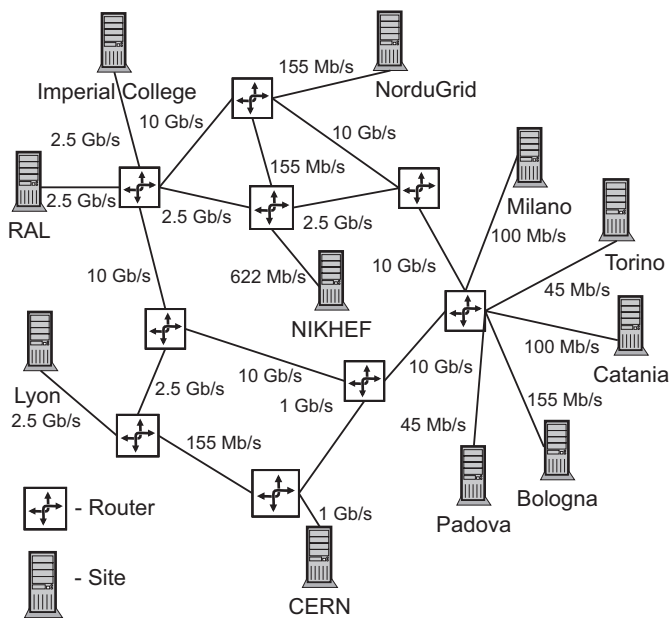 155 Mb/s
NorduGrid
Imperial College
10 Gb/s
10 Gb/s
2.5 Gb/s
155 Mb/s
2.5 Gb/s
RAL
2.5 Gb/s
2.5 Gb/s
Milano
100 Mb/s
Torino
10 Gb/s
10 Gb/s
622 Mb/s
45 Mb/s
NIKHEF
100 Mb/s
Catania
10 Gb/s
10 Gb/s
Lyon
2.5 Gb/s
2.5 Gb/s
1 Gb/s
155 Mb/s
155 Mb/s
45 Mb/s
Bologna
Padova
- Router
1 Gb/s
- Site
CERN